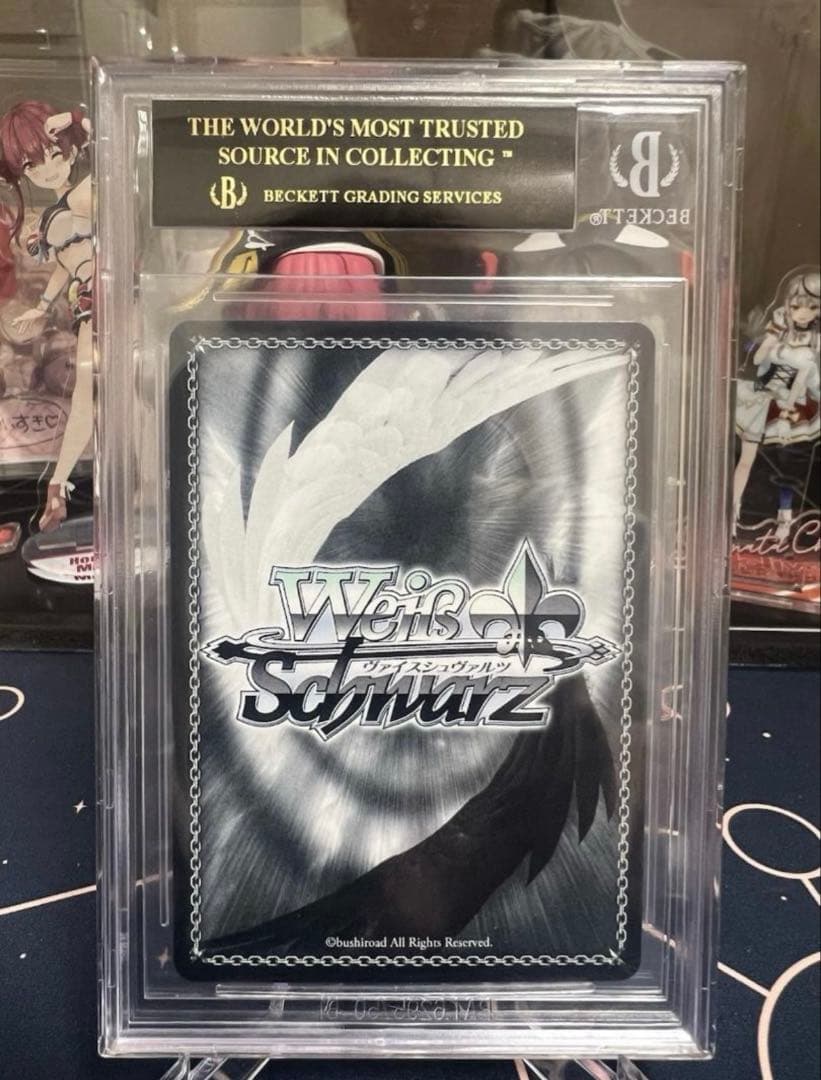 THE WORLD'S MOST TRUSTED
SOURCE IN COLLECTING ™
B BECKETT GRADING SERVICES
B
BECKETT®
Weiß
ヴァイスシュヴァルツ
Schwarz
©bushiroad All Rights Reserved.